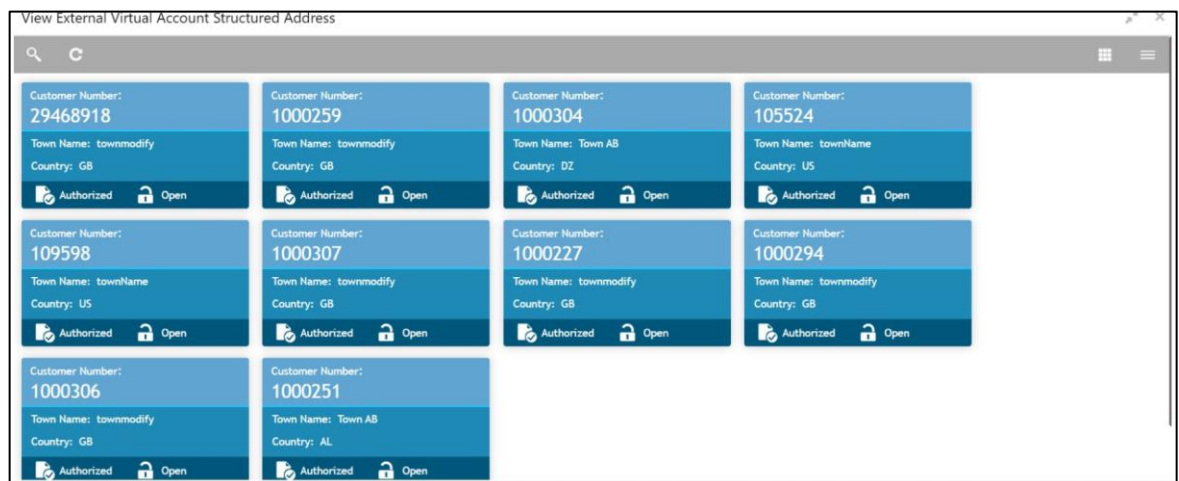 View External Virtual Account Structured Address
Customer Number:
29468918
Town Name: townmodify
Country: GB
Authorized Open
Customer Number:
1000259
Town Name: townmodify
Country: GB
Authorized Open
Customer Number:
1000304
Town Name: Town AB
Country: DZ
Authorized Open
Customer Number:
105524
Town Name: townName
Country: US
Authorized Open
Customer Number:
109598
Town Name: townName
Country: US
Authorized Open
Customer Number:
1000307
Town Name: townmodify
Country: GB
Authorized Open
Customer Number:
1000227
Town Name: townmodify
Country: GB
Authorized Open
Customer Number:
1000294
Town Name: townmodify
Country: GB
Authorized Open
Customer Number:
1000306
Town Name: townmodify
Country: GB
Authorized Open
Customer Number:
1000251
Town Name: Town AB
Country: AL
Authorized Open